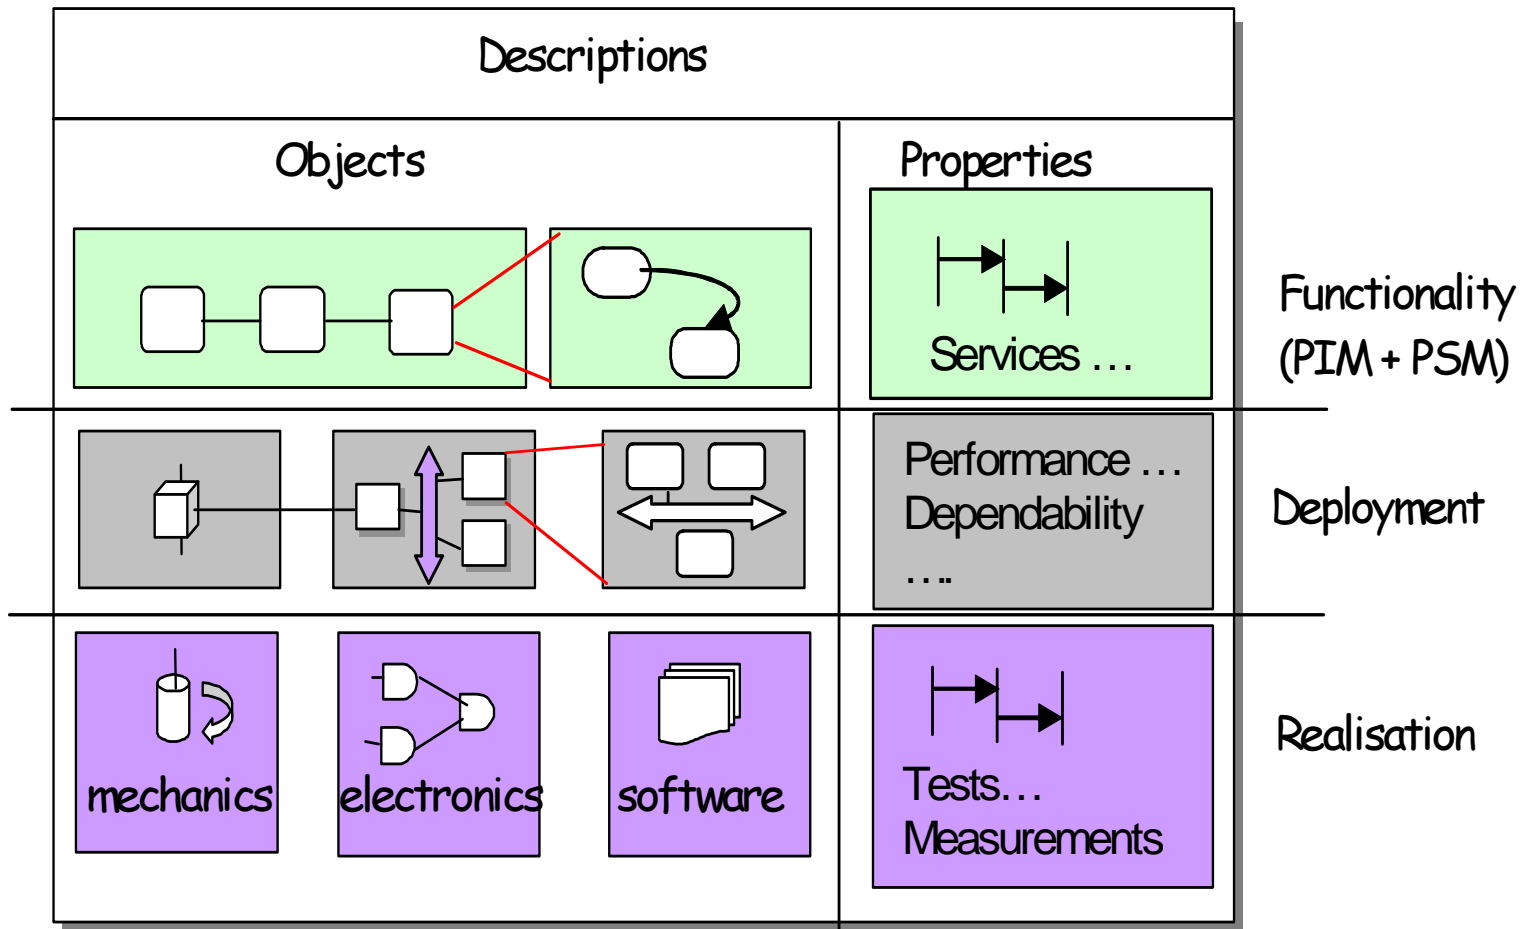 Descriptions
Objects
Properties
Services …
Functionality
(PIM + PSM)
Performance …
Dependability
….
Deployment
mechanics
electronics
software
Tests…
Measurements
Realisation